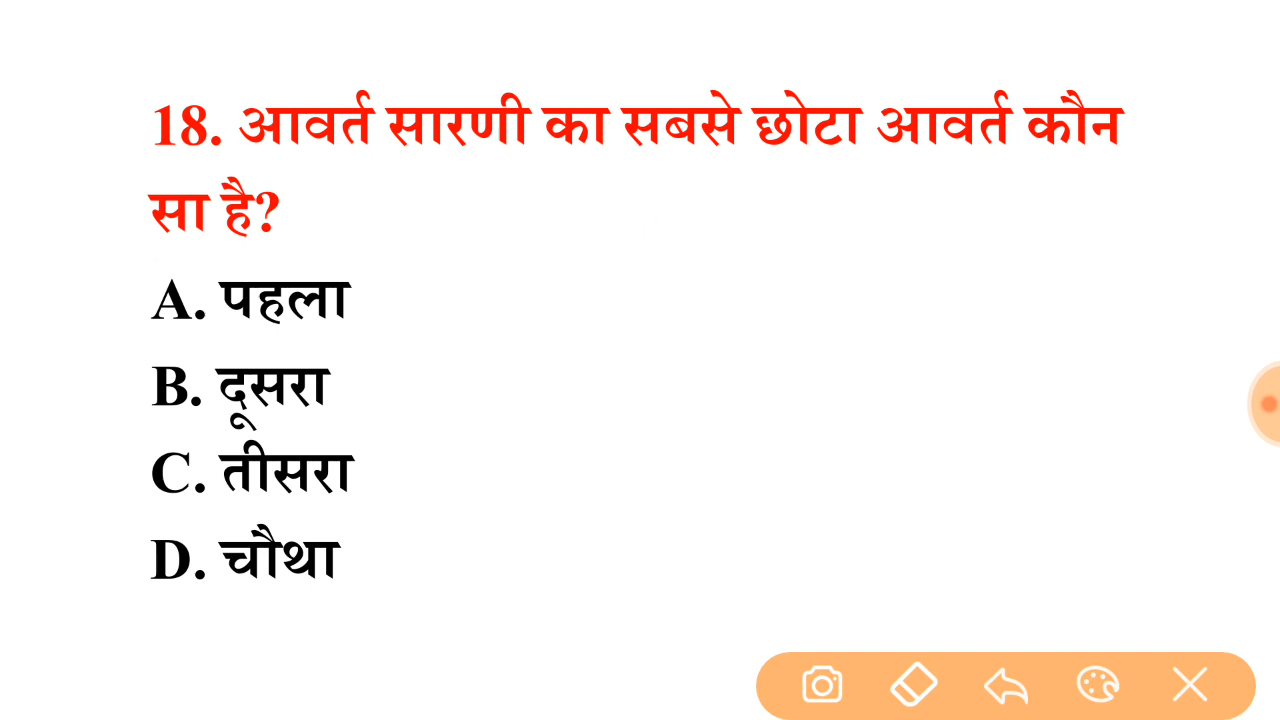 18. आवर्त सारणी का सबसे छोटा आवर्त कौन
सा है?
A. पहला
B. दूसरा
C. तीसरा
D. चौथा